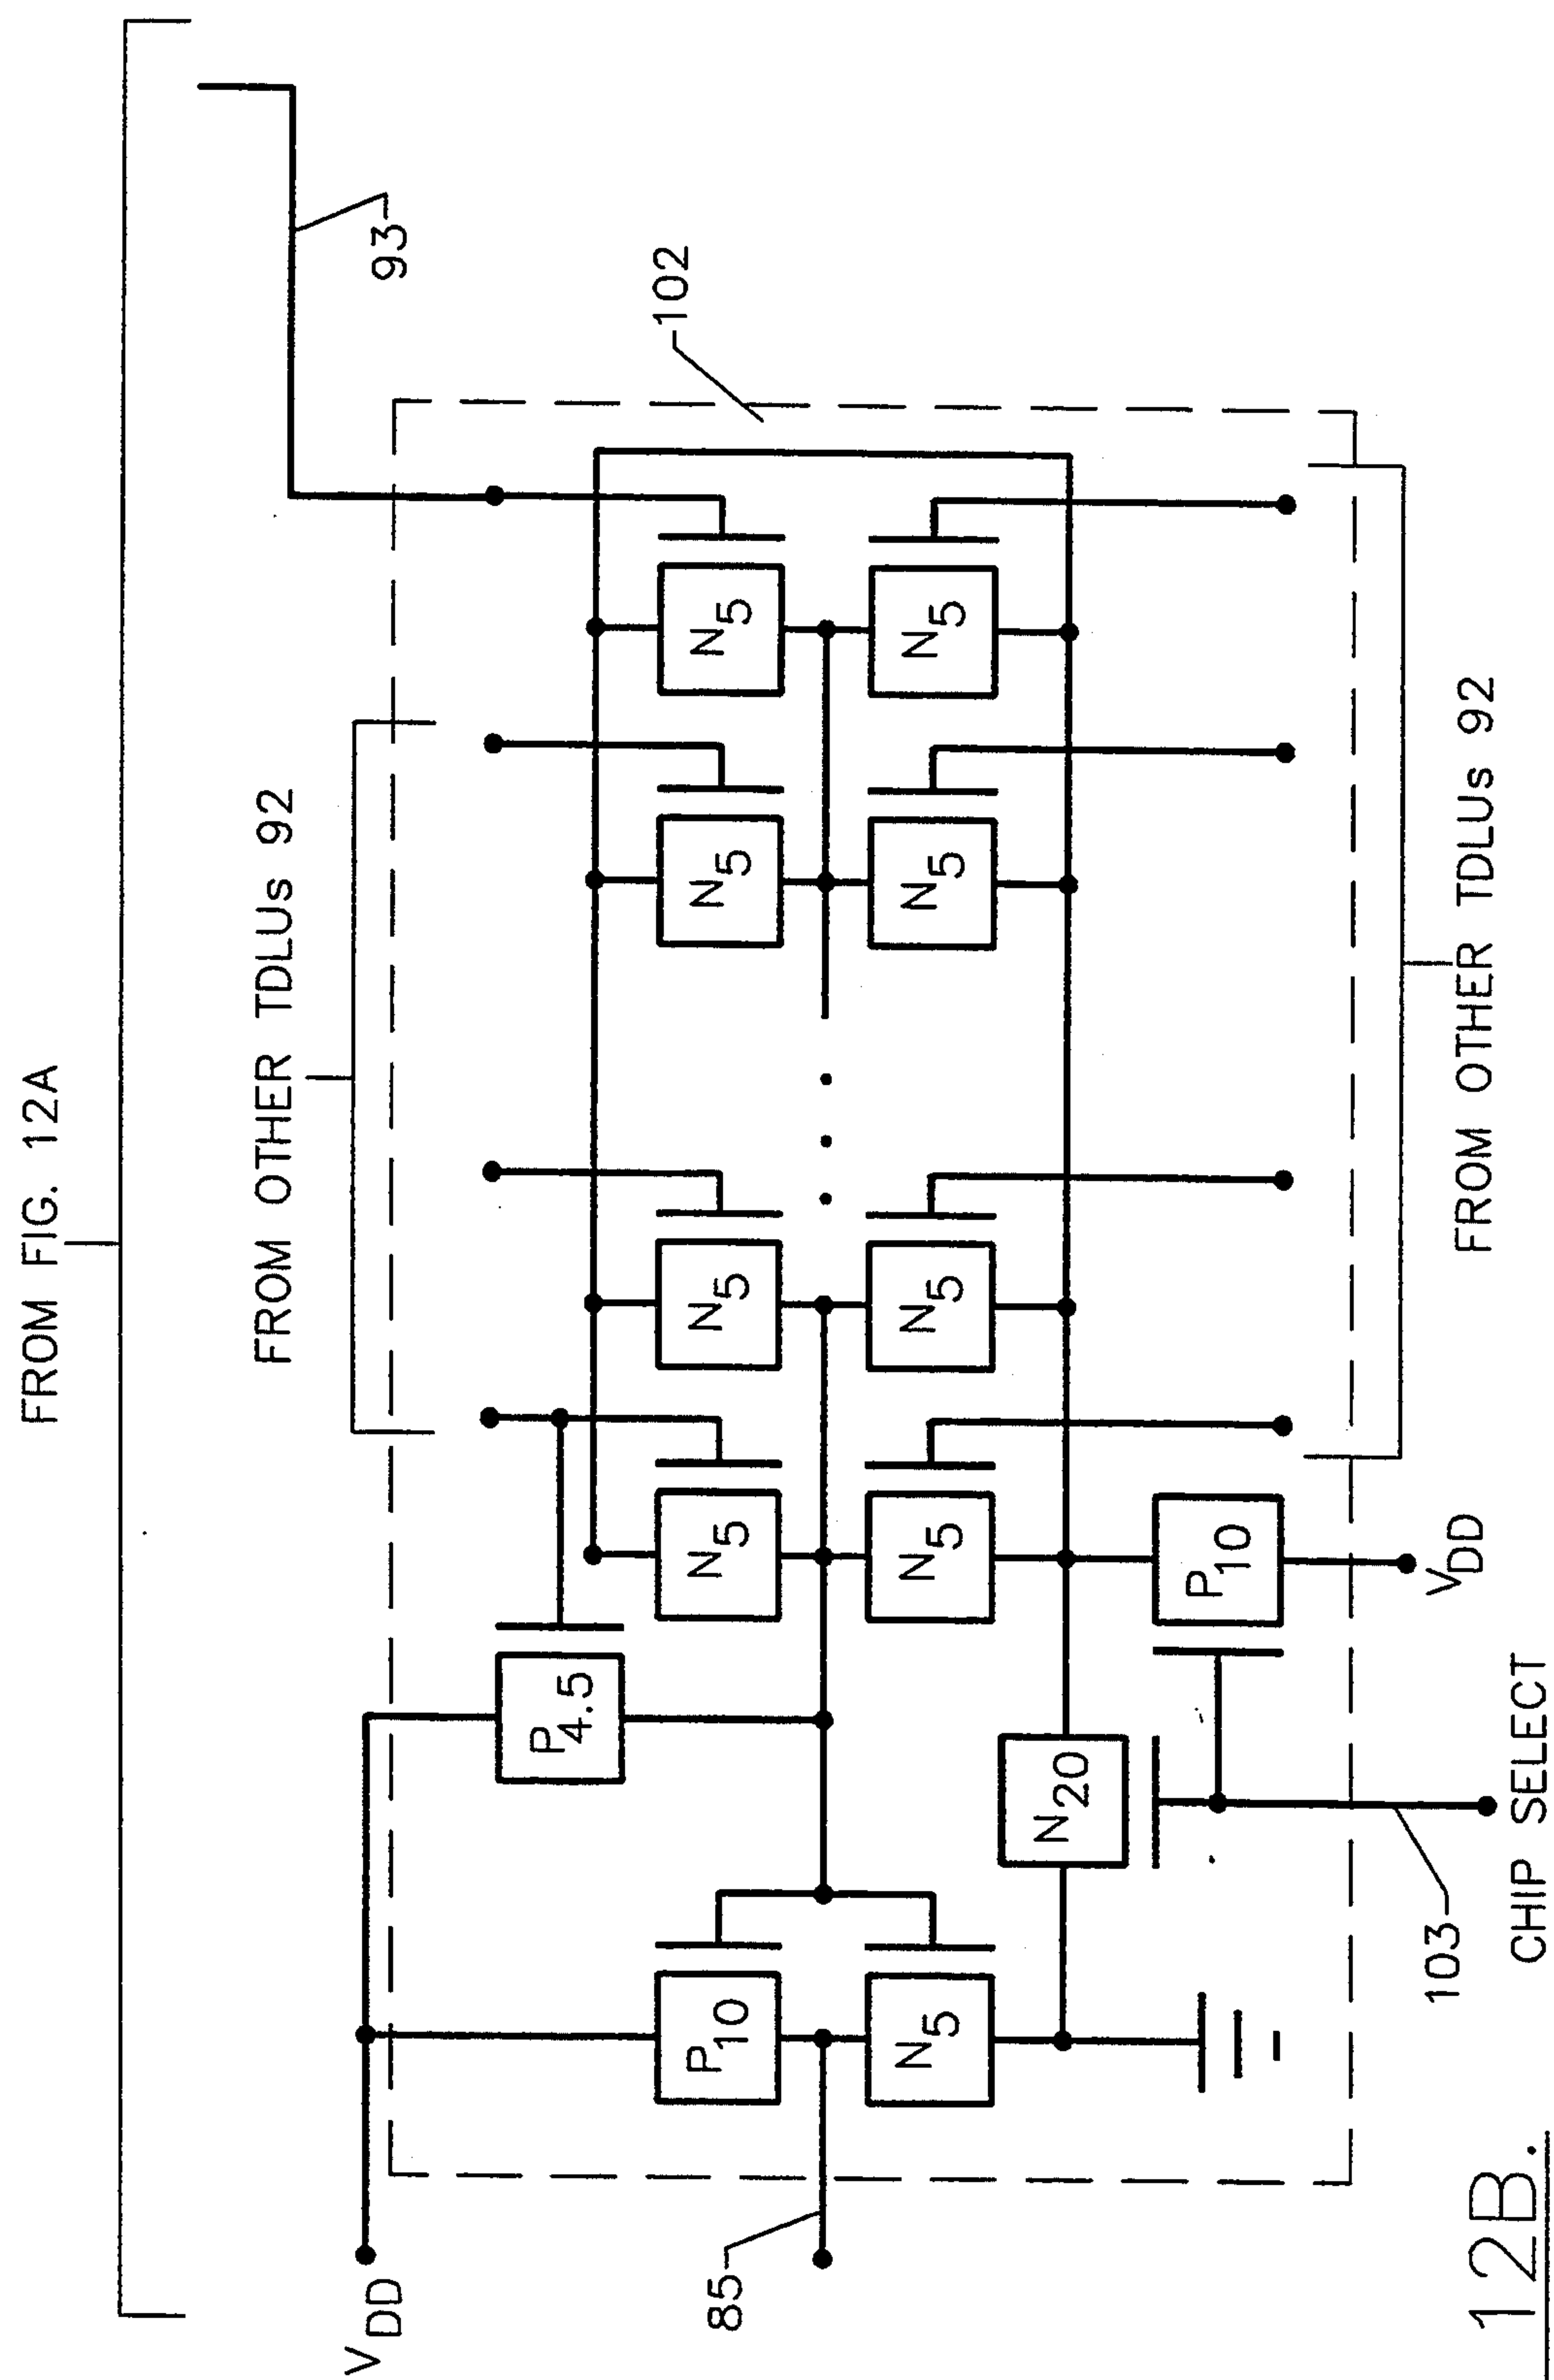 FROM FIG. 12A
FROM OTHER TDLUs 92
93
102
VDD
P4.5
N5
N5
N5
N5
P10
85
N5
N5
N5
N5
N5
N20
P10
VDD
103
CHIP SELECT
FROM OTHER TDLUs 92
12B.